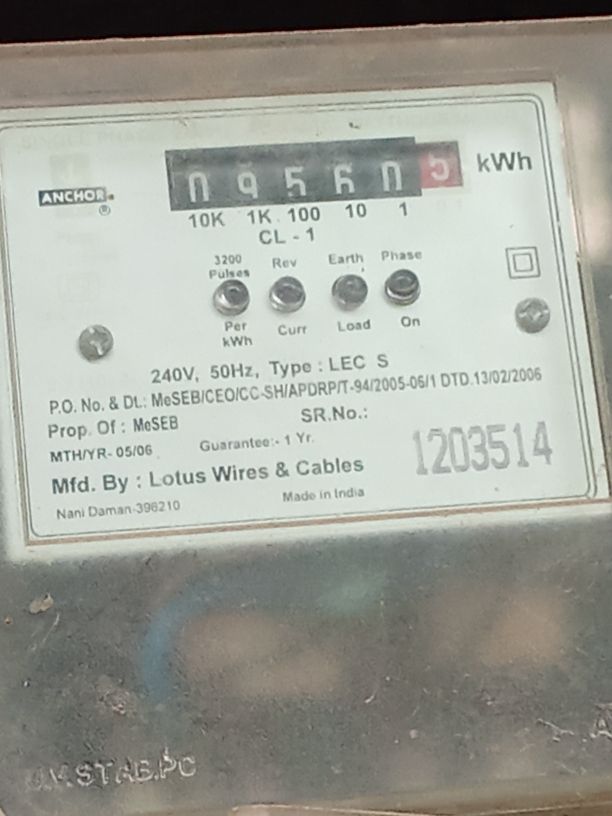 095605 kWh
ANCHOR
®
10K 1K 100 10 1
CL - 1
3200 Rev Earth Phase
Pulses
Per Curr Load On
kWh
240V, 50Hz, Type : LEC S
P.O. No. & Dt.: MeSEB/CEO/CC-SH/APDRP/T-94/2005-06/1 DTD.13/02/2006
Prop. Of : MeSEB SR.No.:
MTH/YR- 05/06 Guarantee:- 1 Yr. 1203514
Mfd. By : Lotus Wires & Cables
Nani Daman-396210 Made in India